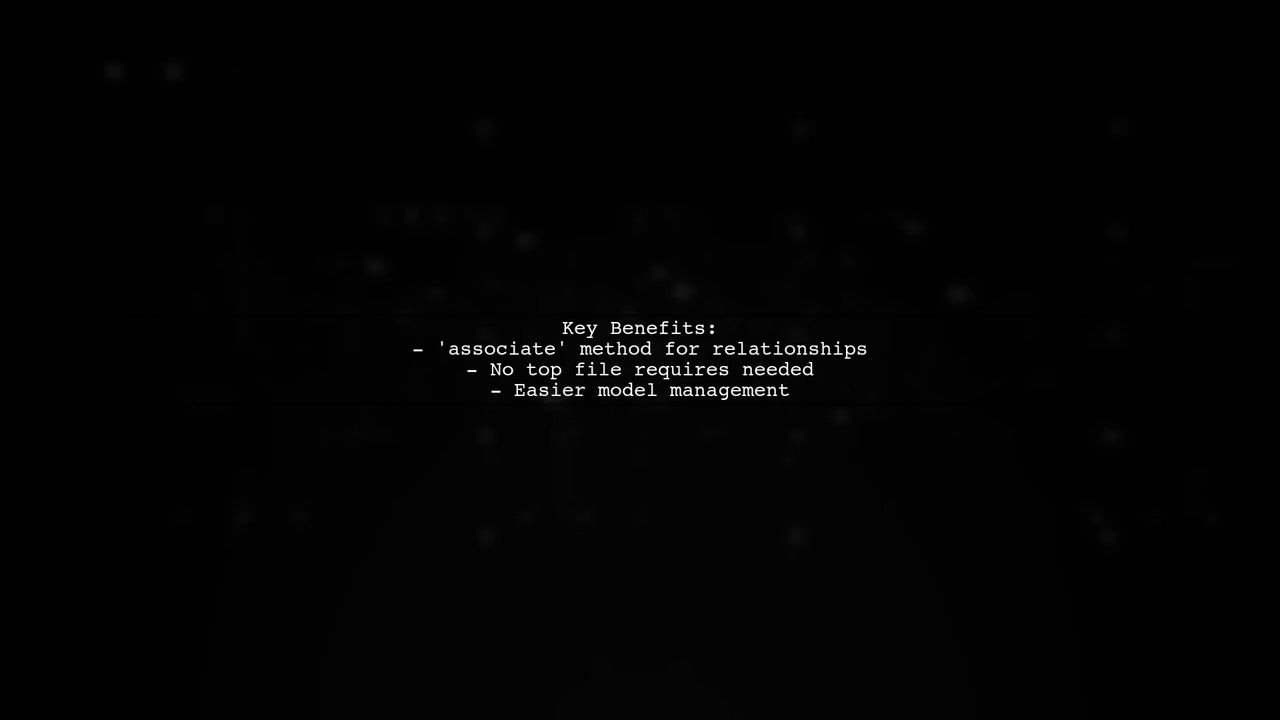 Key Benefits:
- 'associate' method for relationships
- No top file requires needed
- Easier model management